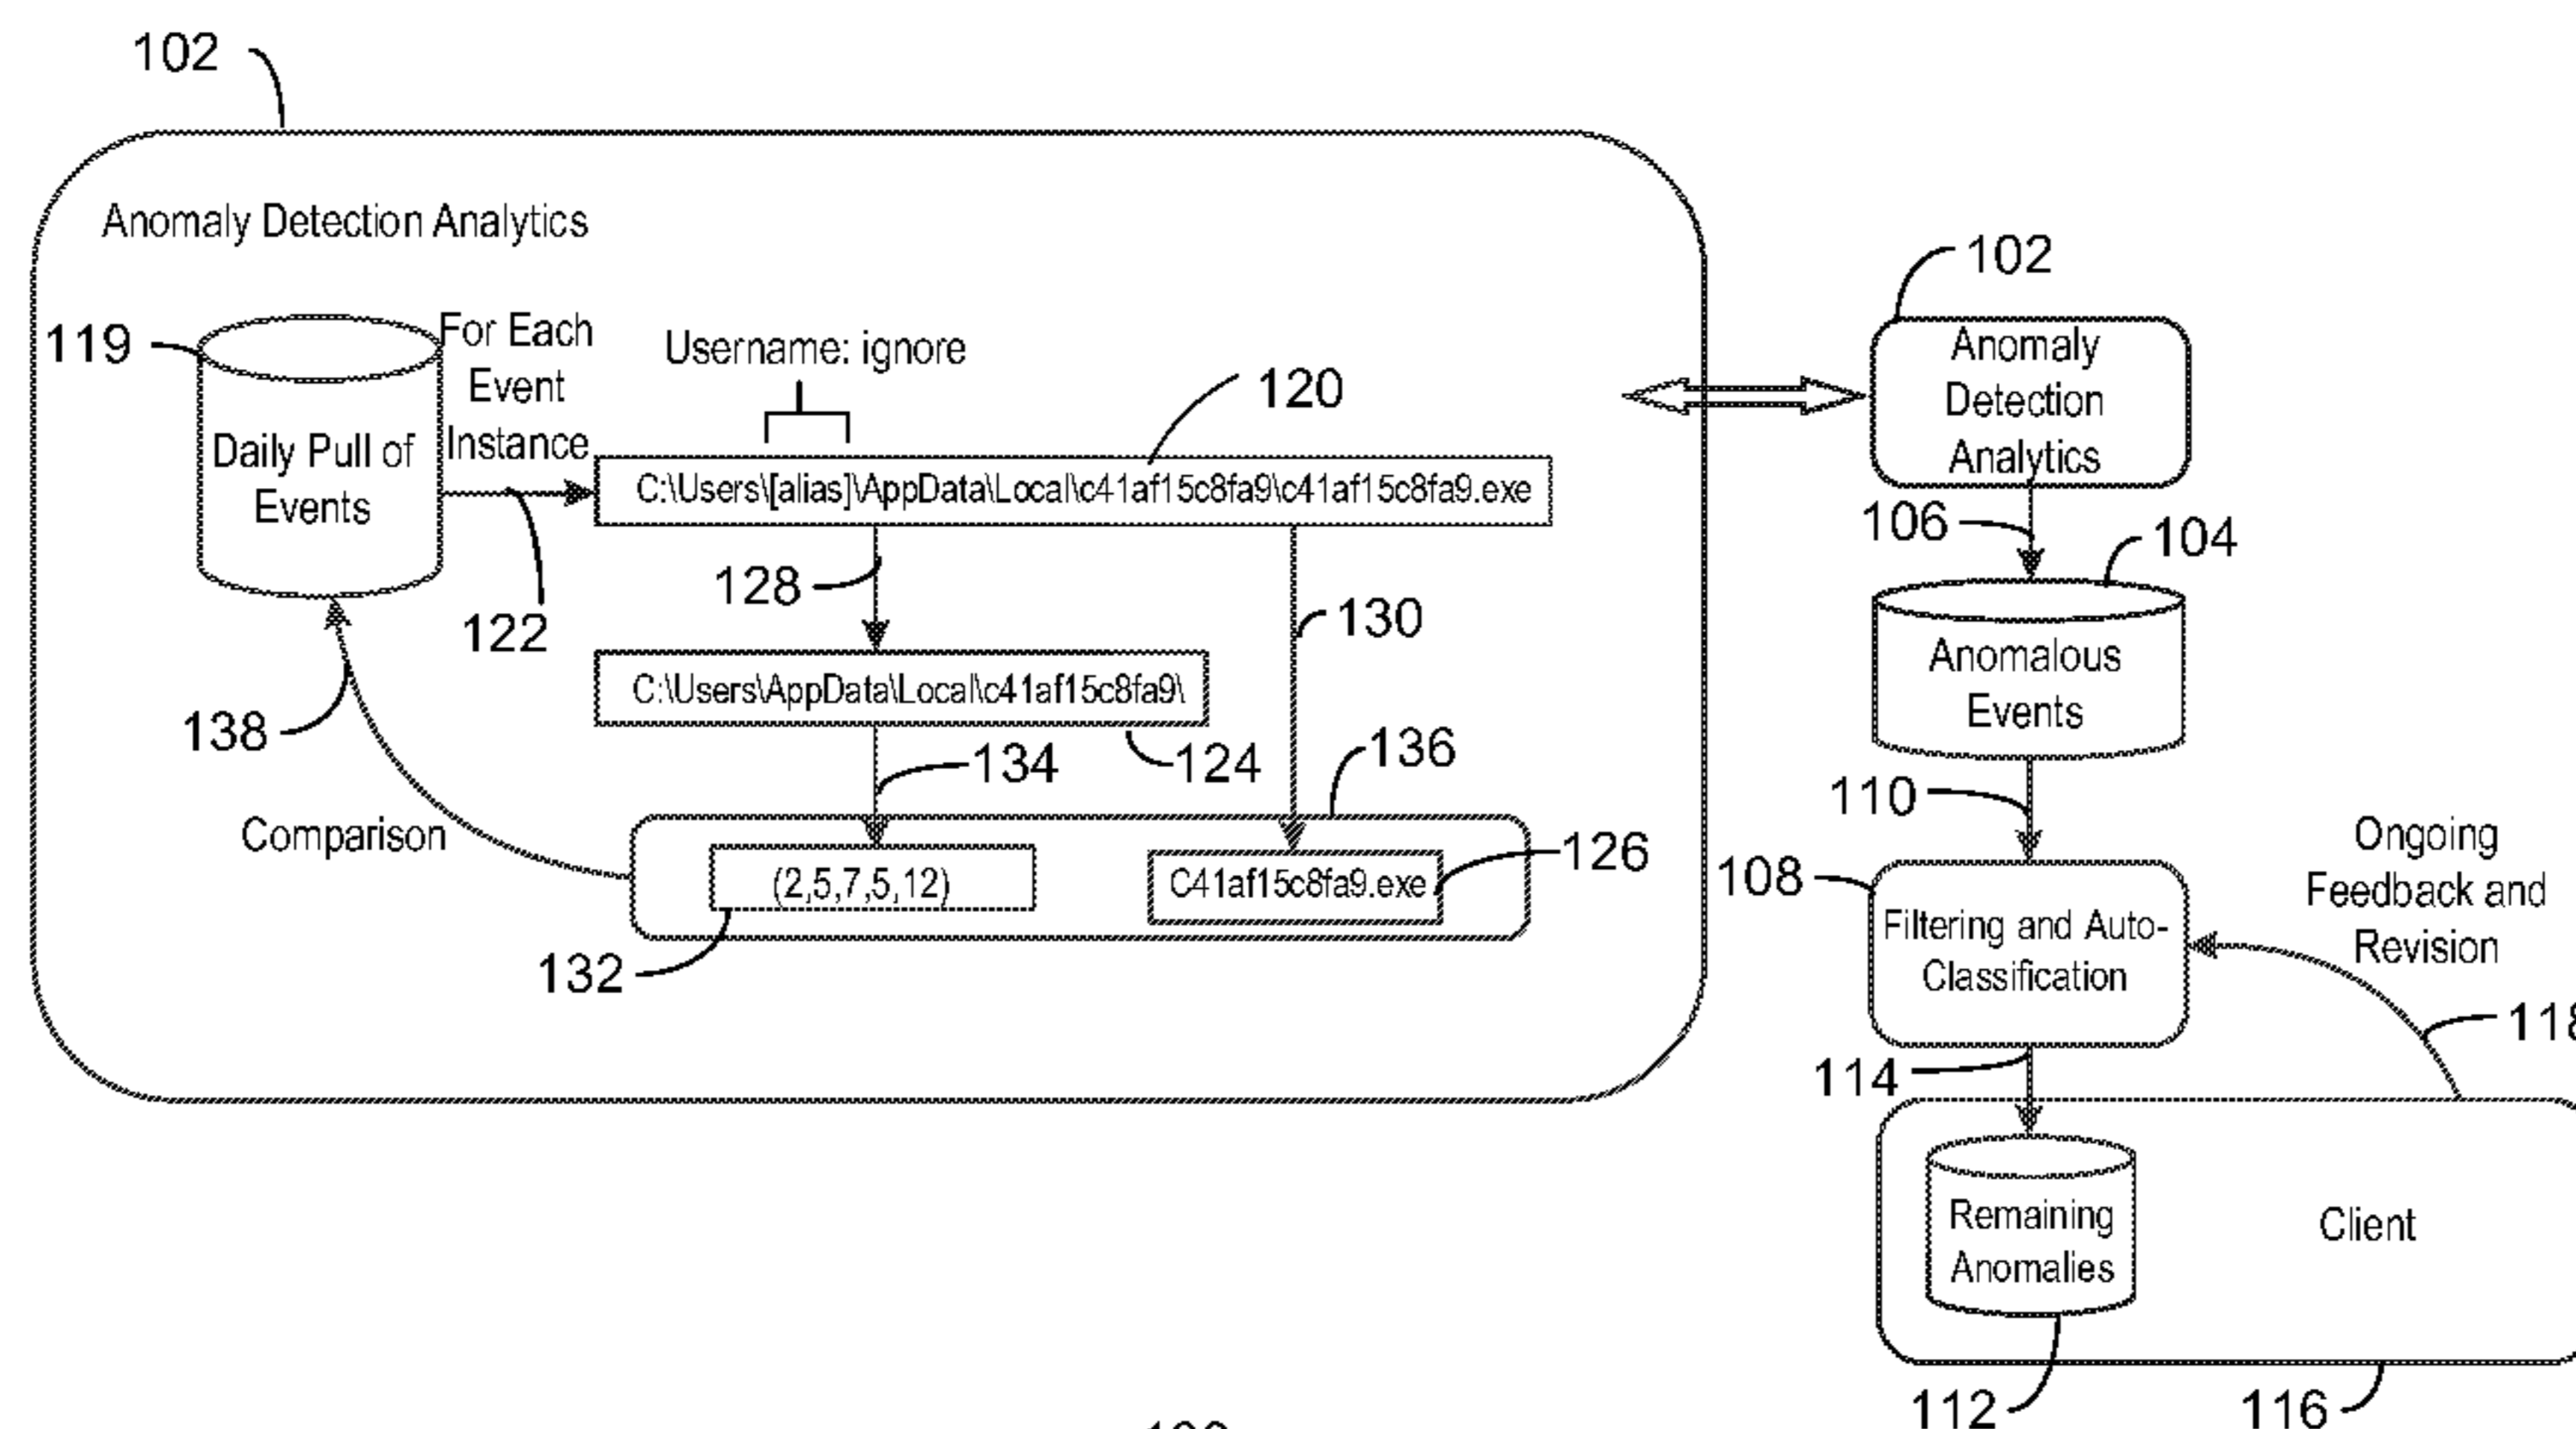 102
Anomaly Detection Analytics
119
For Each
Event
Instance
Daily Pull of
Events
Username: ignore
120
C:\Users\[alias]\AppData\Local\c41af15c8fa9\c41af15c8fa9.exe
122
128
130
C:\Users\AppData\Local\c41af15c8fa9\
124
134
136
138
Comparison
(2,5,7,5,12)
C41af15c8fa9.exe
126
132
102
Anomaly
Detection
Analytics
106
104
Anomalous
Events
110
108
Filtering and Auto-
Classification
Ongoing
Feedback and
Revision
118
114
Remaining
Anomalies
Client
112
116